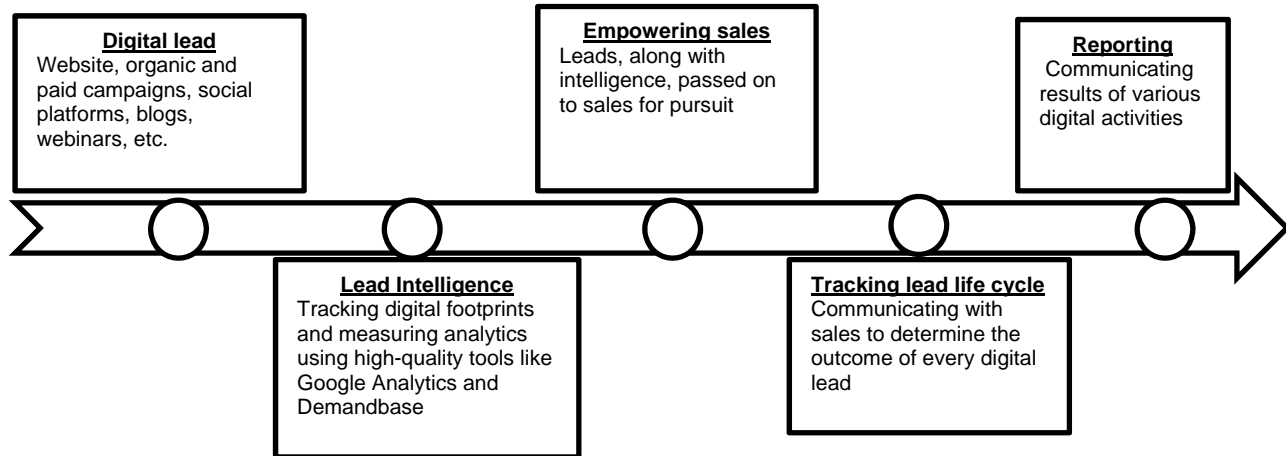 Digital lead
Website, organic and
paid campaigns, social
platforms, blogs,
webinars, etc.
Lead Intelligence
Tracking digital footprints
and measuring analytics
using high-quality tools like
Google Analytics and
Demandbase
Empowering sales
Leads, along with
intelligence, passed on
to sales for pursuit
Tracking lead life cycle
Communicating with
sales to determine the
outcome of every digital
lead
Reporting
Communicating
results of various
digital activities